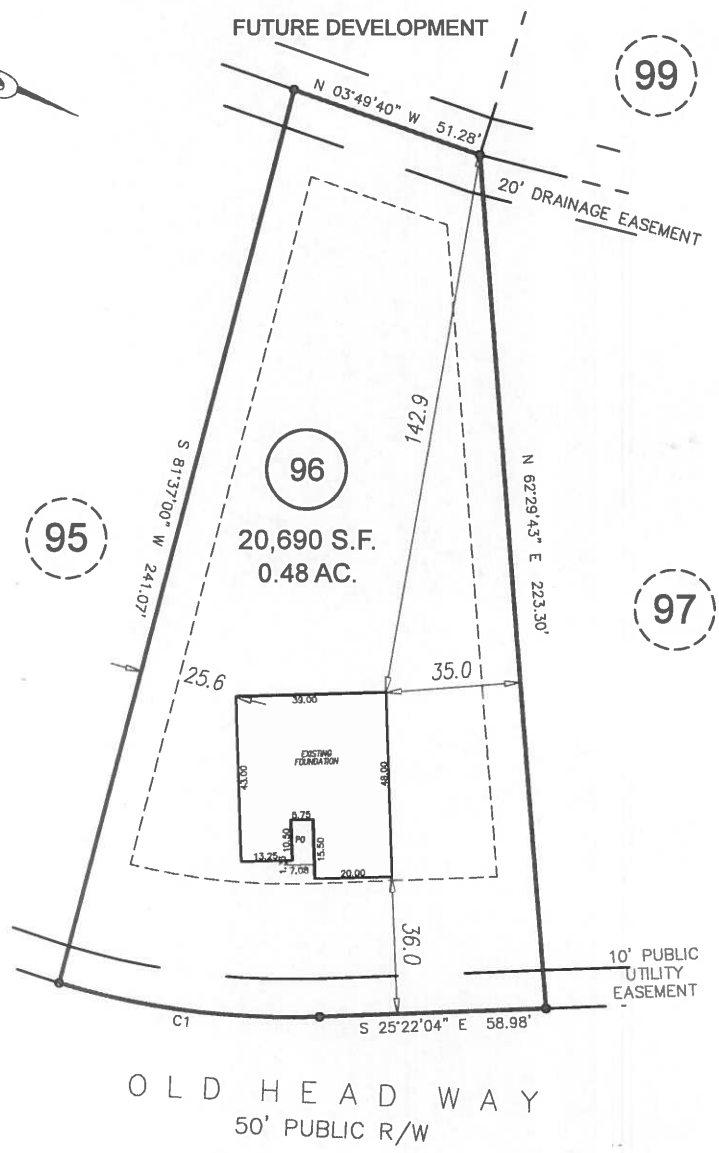 FUTURE DEVELOPMENT
99
N 03°49'40" W 51.28'
20' DRAINAGE EASEMENT
142.9
S 81°37'00" W 241.07'
96
20,690 S.F.
0.48 AC.
95
N 62°29'43" E 223.30'
97
25.6
35.0
39.00
EXISTING
FOUNDATION
43.00
48.00
10.50
PO
15.50
13.25
7.08
20.00
36.0
10' PUBLIC
UTILITY
EASEMENT
C1
S 25°22'04" E 58.98'
OLD HEAD WAY
50' PUBLIC R/W